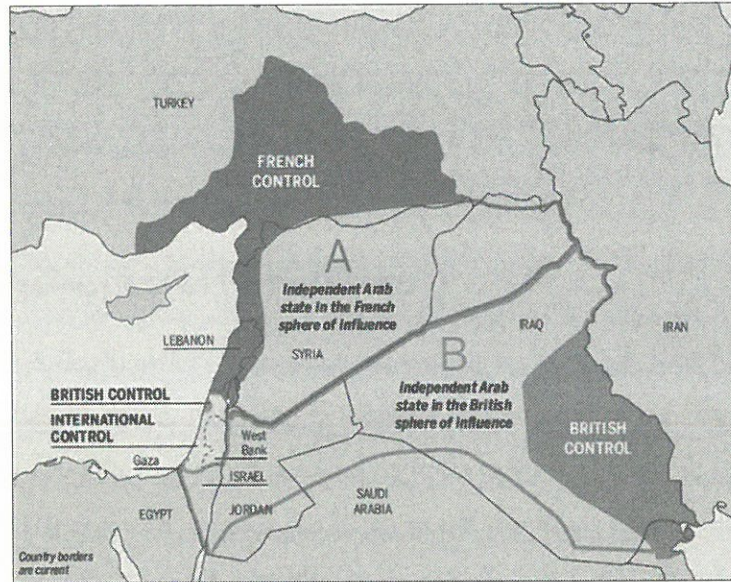 TURKEY
FRENCH
CONTROL
A
Independent Arab
state in the French
sphere of influence
LEBANON
SYRIA
IRAQ
IRAN
B
Independent Arab
state in the British
sphere of influence
BRITISH CONTROL
INTERNATIONAL
CONTROL
BRITISH
CONTROL
West
Bank
Gaza
ISRAEL
EGYPT
JORDAN
SAUDI
ARABIA
Country borders
are current